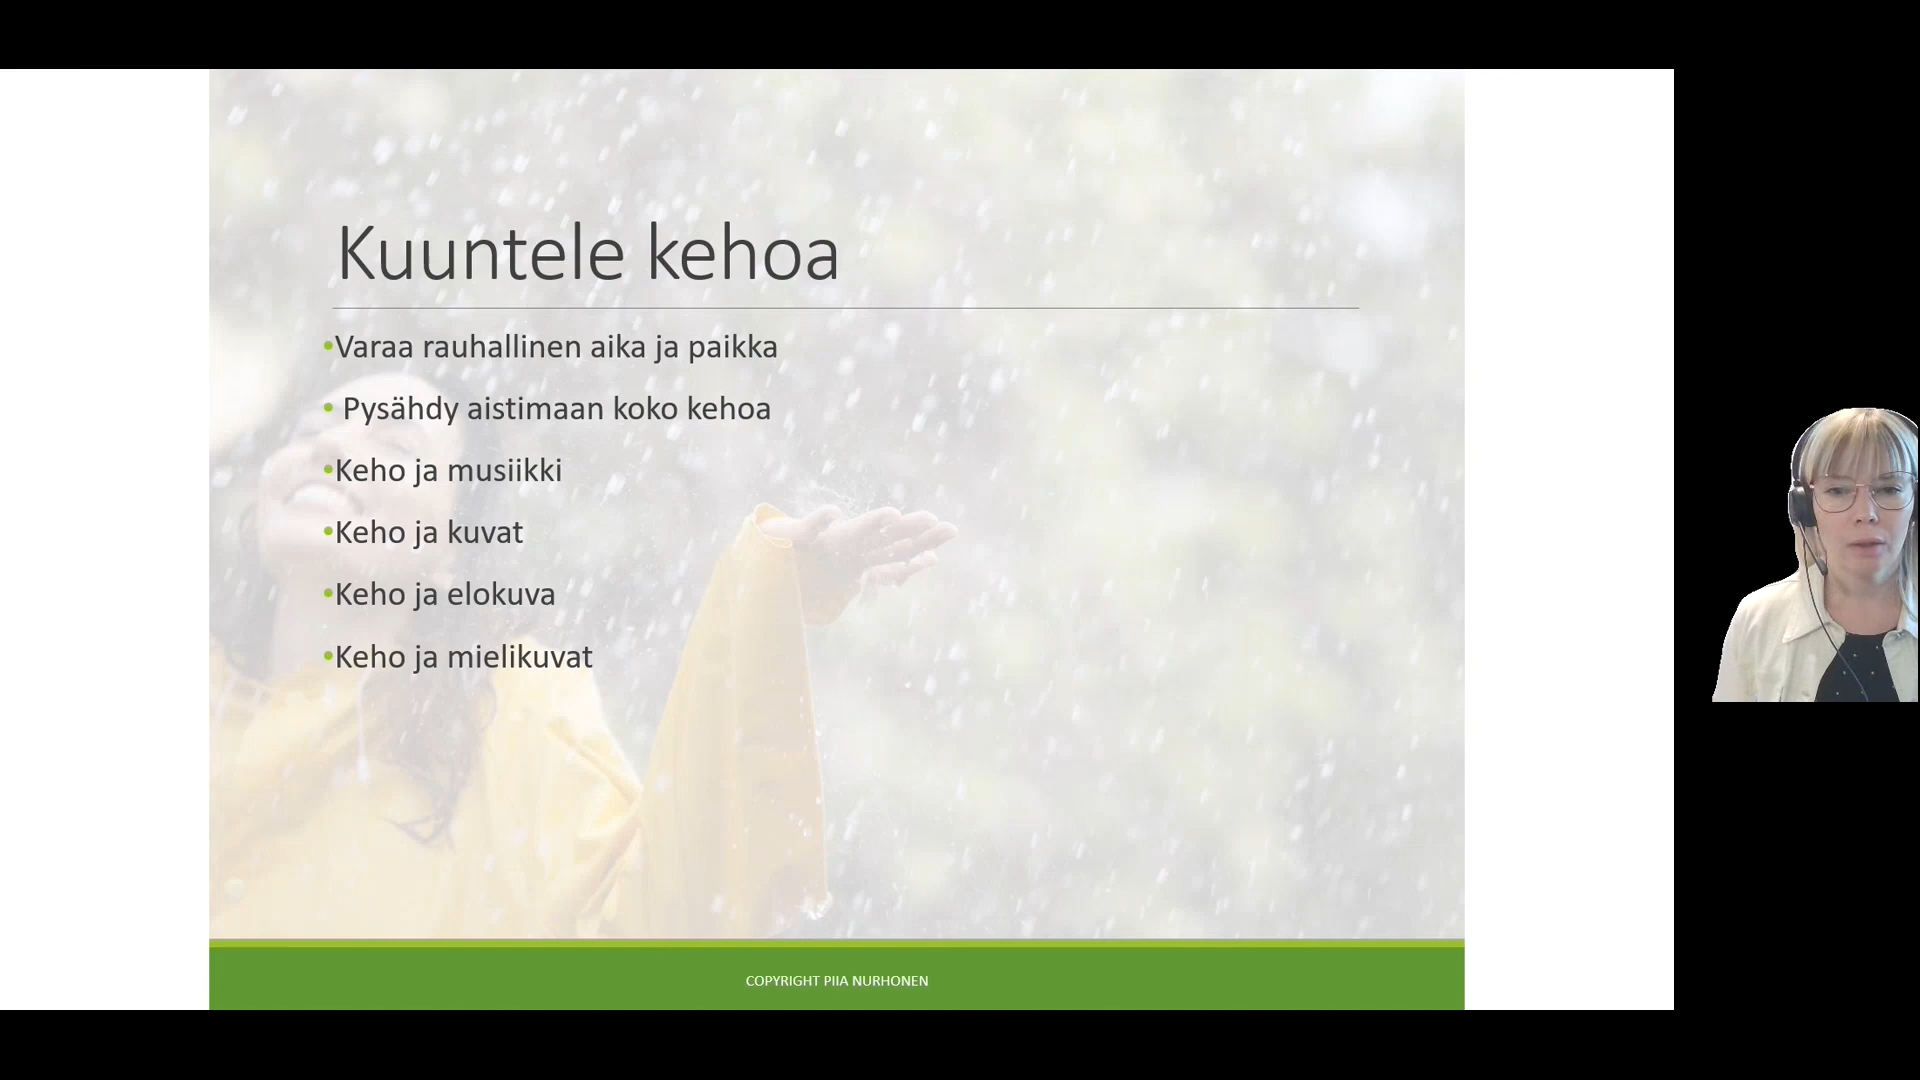 Kuuntele kehoa
•Varaa rauhallinen aika ja paikka
• Pysähdy aistimaan koko kehoa
•Keho ja musiikki
•Keho ja kuvat
•Keho ja elokuva
•Keho ja mielikuvat
COPYRIGHT PIIA NURHONEN